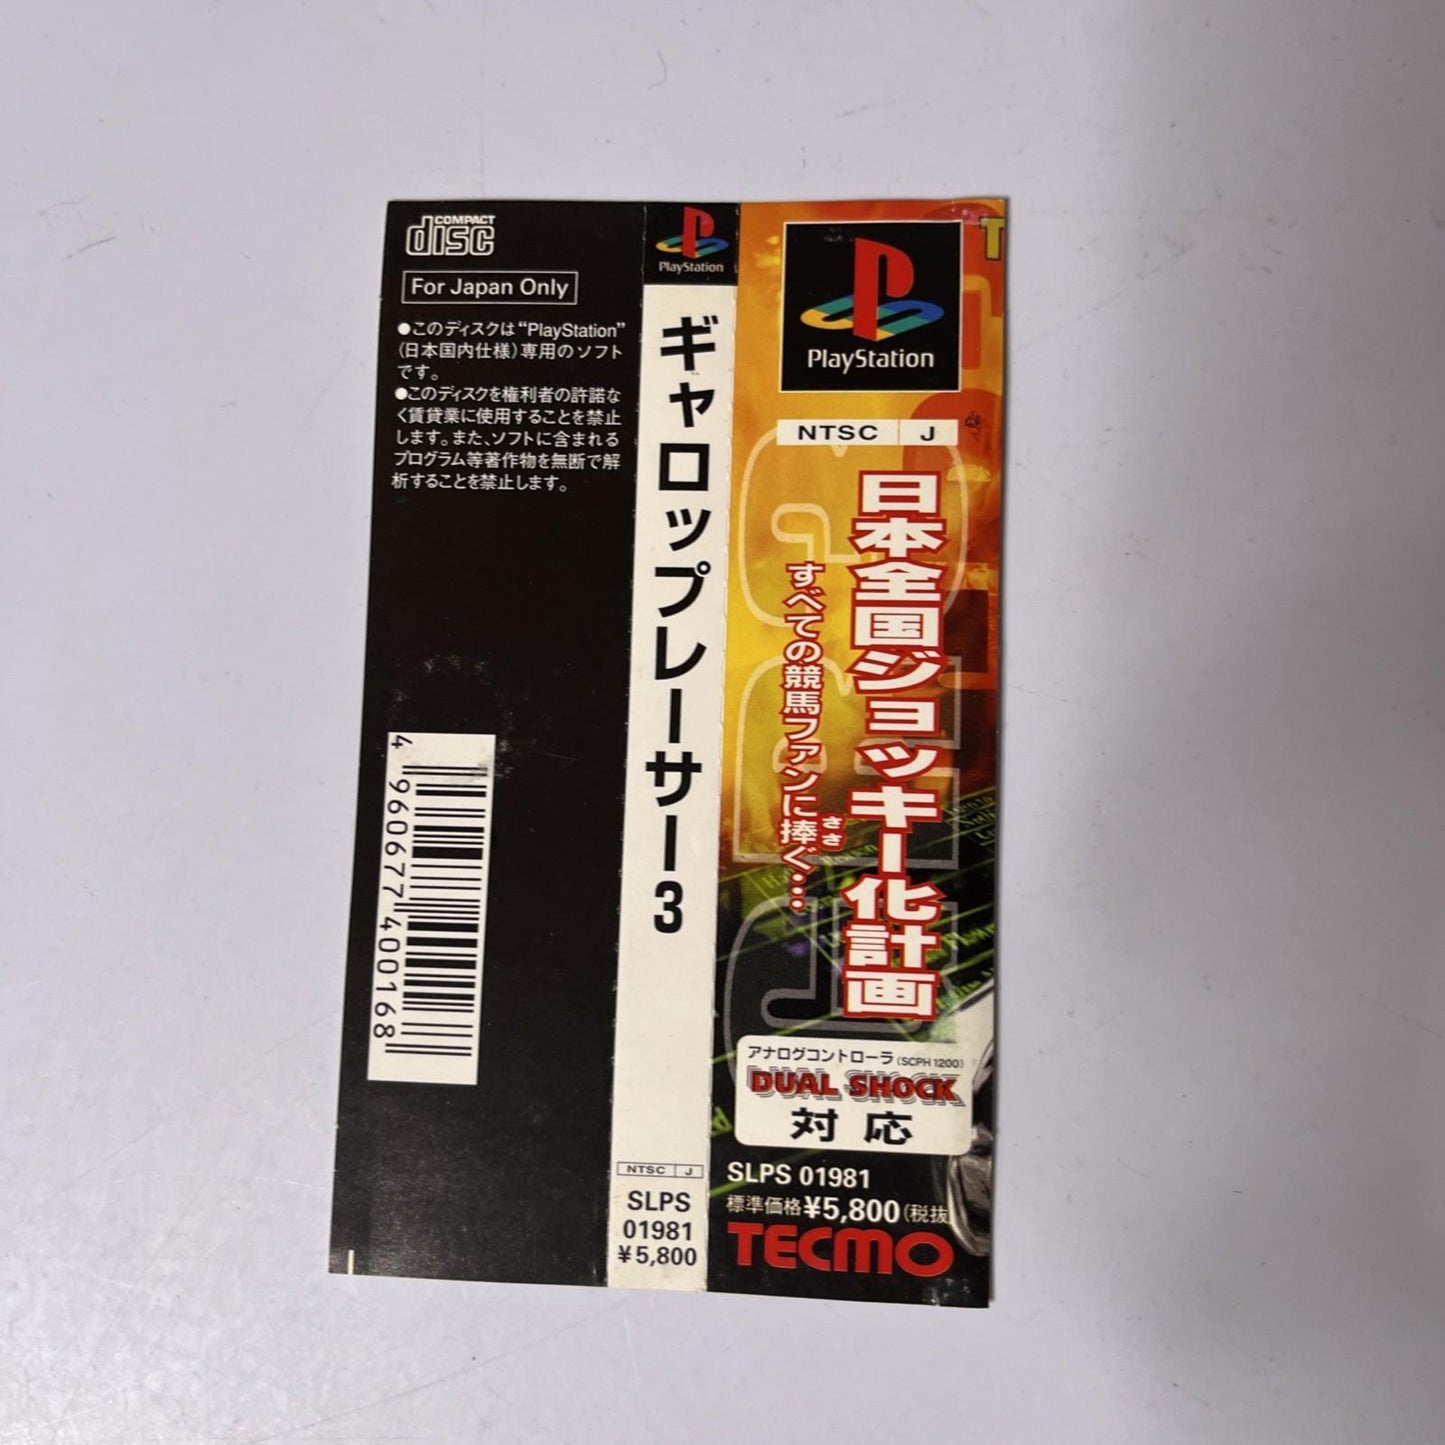 COMPACT
disc
For Japan Only
●このディスクは“PlayStation”
(日本国内仕様)専用のソフト
です。
●このディスクを権利者の許諾な
く賃貸業に使用することを禁止
します。また、ソフトに含まれる
プログラム等著作物を無断で解
析することを禁止します。
4 960677 400168
PlayStation
ギャロップレーサー3
NTSC J
SLPS
01981
¥5,800
PlayStation
NTSC J
日本全国ジョッキー化計画
すべての競馬ファンに捧ぐ…
ささ
アナログコントローラ(SCPH 1200)
DUAL SHOCK
対応
SLPS 01981
標準価格¥5,800(税抜
TECMO